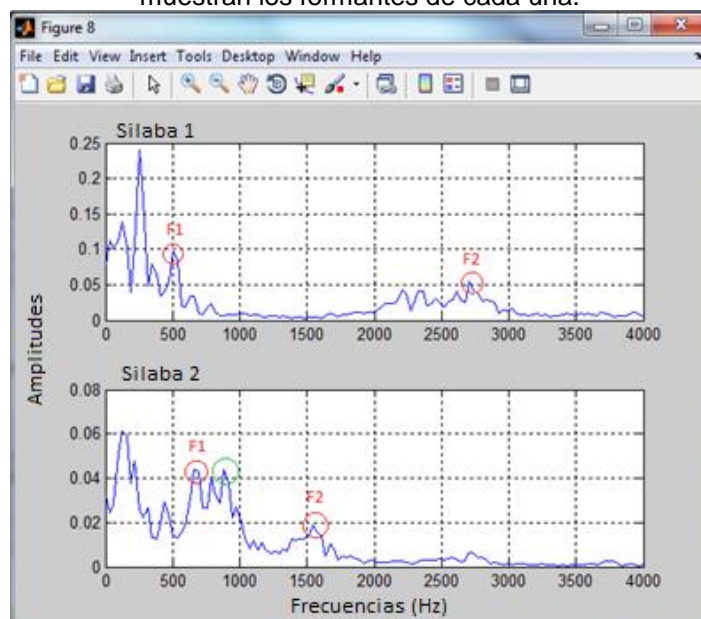 muestran los formantes de cada una.
Figure 8
File Edit View Insert Tools Desktop Window Help
Silaba 1
0.25
0.2
0.15
0.1
0.05
0
F1
F2
0 500 1000 1500 2000 2500 3000 3500 4000
Amplitudes
Silaba 2
0.08
0.06
0.04
0.02
0
F1
F2
0 500 1000 1500 2000 2500 3000 3500 4000
Frecuencias (Hz)